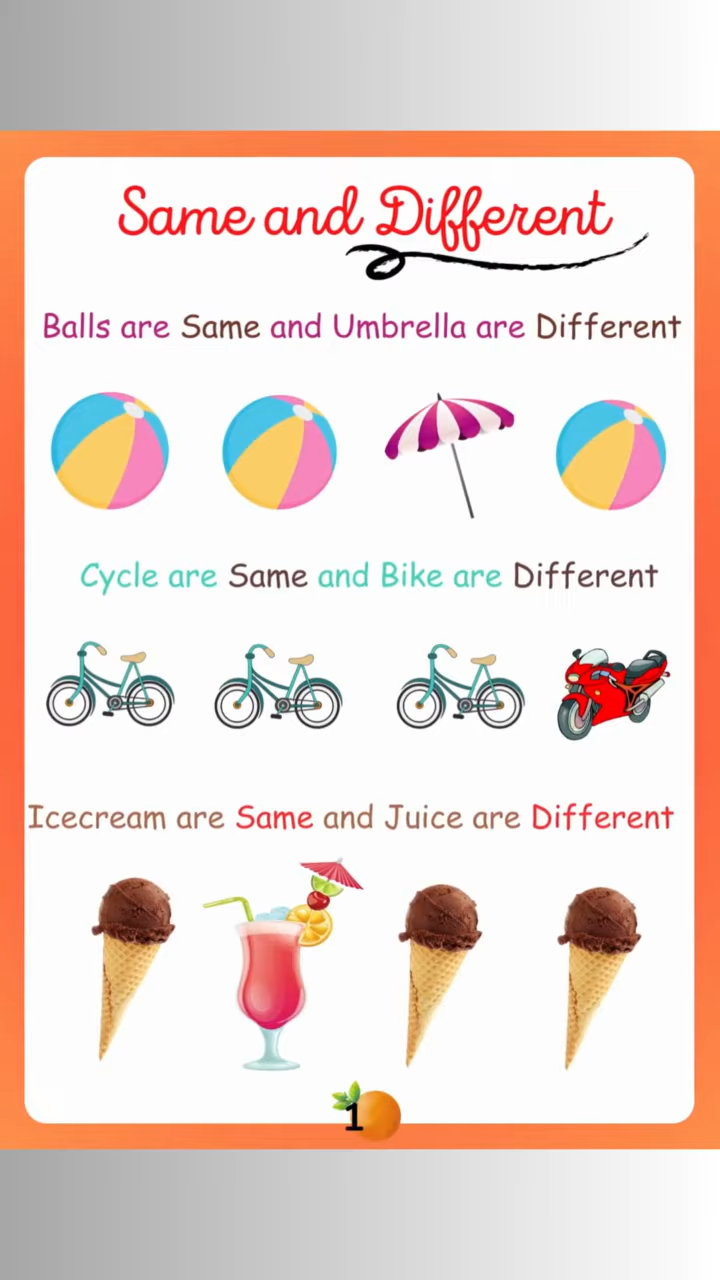 Same and Different
Balls are Same and Umbrella are Different
Cycle are Same and Bike are Different
Icecream are Same and Juice are Different
1